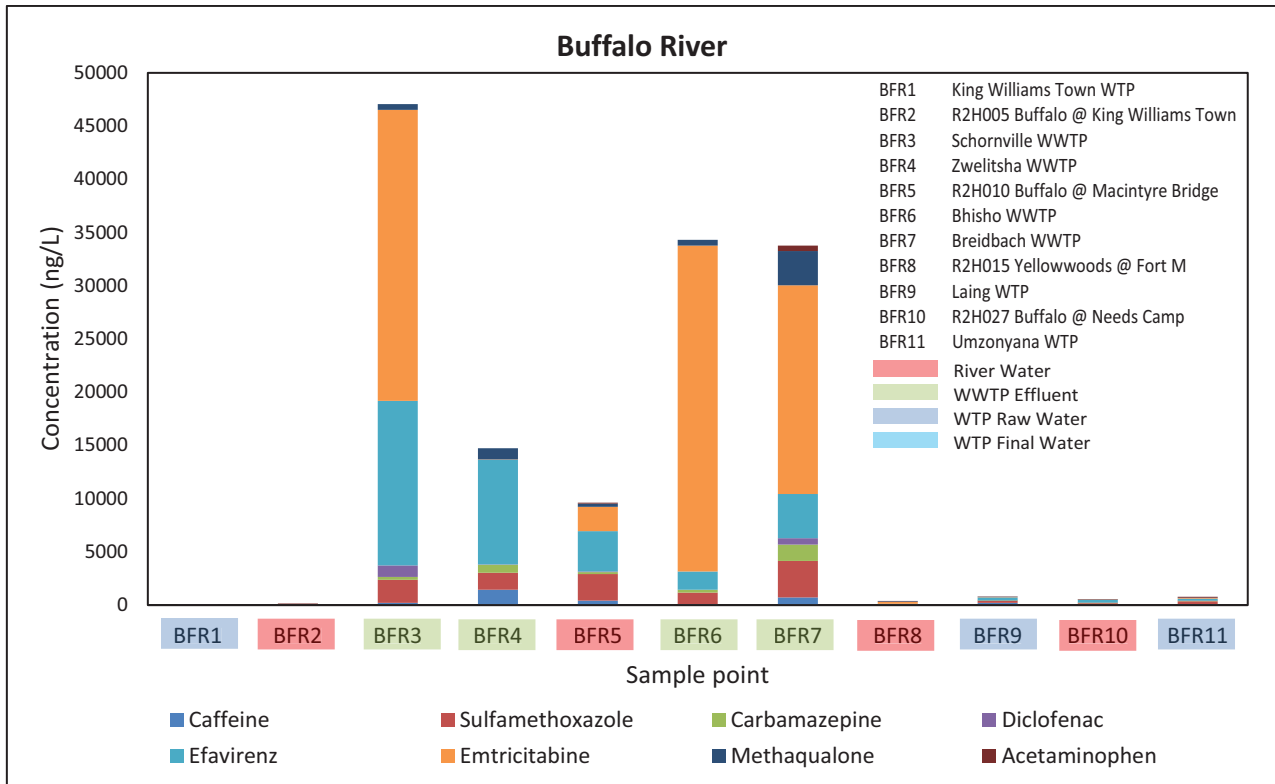 Buffalo River
50000
45000
40000
35000
30000
25000
20000
15000
10000
5000
0
Concentration (ng/L)
BFR1 King Williams Town WTP
BFR2 R2H005 Buffalo @ King Williams Town
BFR3 Schornville WWTP
BFR4 Zwelitsha WWTP
BFR5 R2H010 Buffalo @ Macintyre Bridge
BFR6 Bhisho WWTP
BFR7 Breidbach WWTP
BFR8 R2H015 Yellowwoods @ Fort M
BFR9 Laing WTP
BFR10 R2H027 Buffalo @ Needs Camp
BFR11 Umzonyana WTP
River Water
WWTP Effluent
WTP Raw Water
WTP Final Water
BFR1 BFR2 BFR3 BFR4 BFR5 BFR6 BFR7 BFR8 BFR9 BFR10 BFR11
Sample point
Caffeine Sulfamethoxazole Carbamazepine Diclofenac
Efavirenz Emtricitabine Methaqualone Acetaminophen